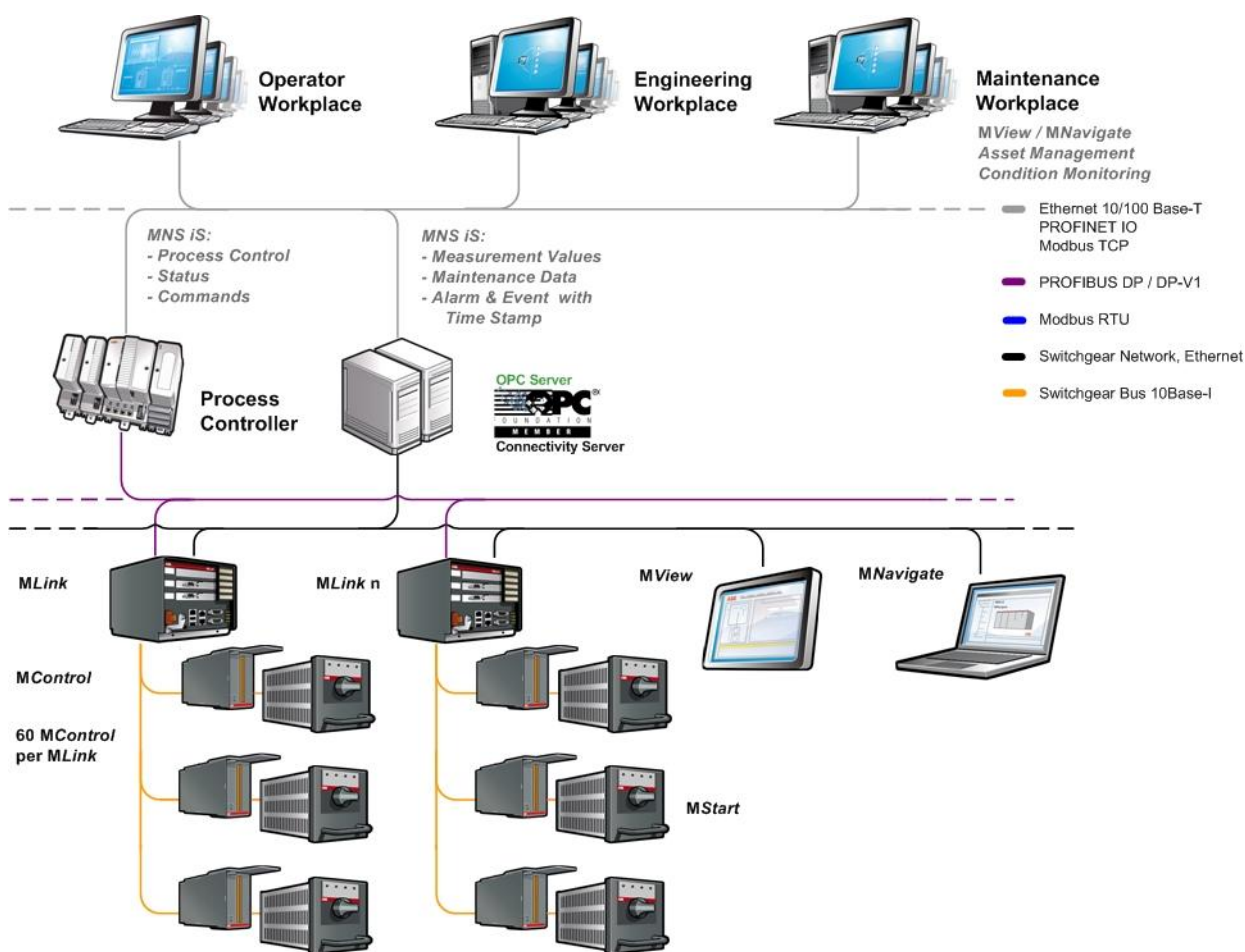 Operator
Workplace
Engineering
Workplace
Maintenance
Workplace
MView / MNavigate
Asset Management
Condition Monitoring
Ethernet 10/100 Base-T
PROFINET IO
Modbus TCP
PROFIBUS DP / DP-V1
Modbus RTU
Switchgear Network, Ethernet
Switchgear Bus 10Base-I
MNS iS:
- Process Control
- Status
- Commands
MNS iS:
- Measurement Values
- Maintenance Data
- Alarm & Event with
Time Stamp
Process
Controller
OPC Server
OPC
FOUNDATION
MEMBER
Connectivity Server
MLink
MLink n
MView
MNavigate
MControl
60 MControl
per MLink
MStart